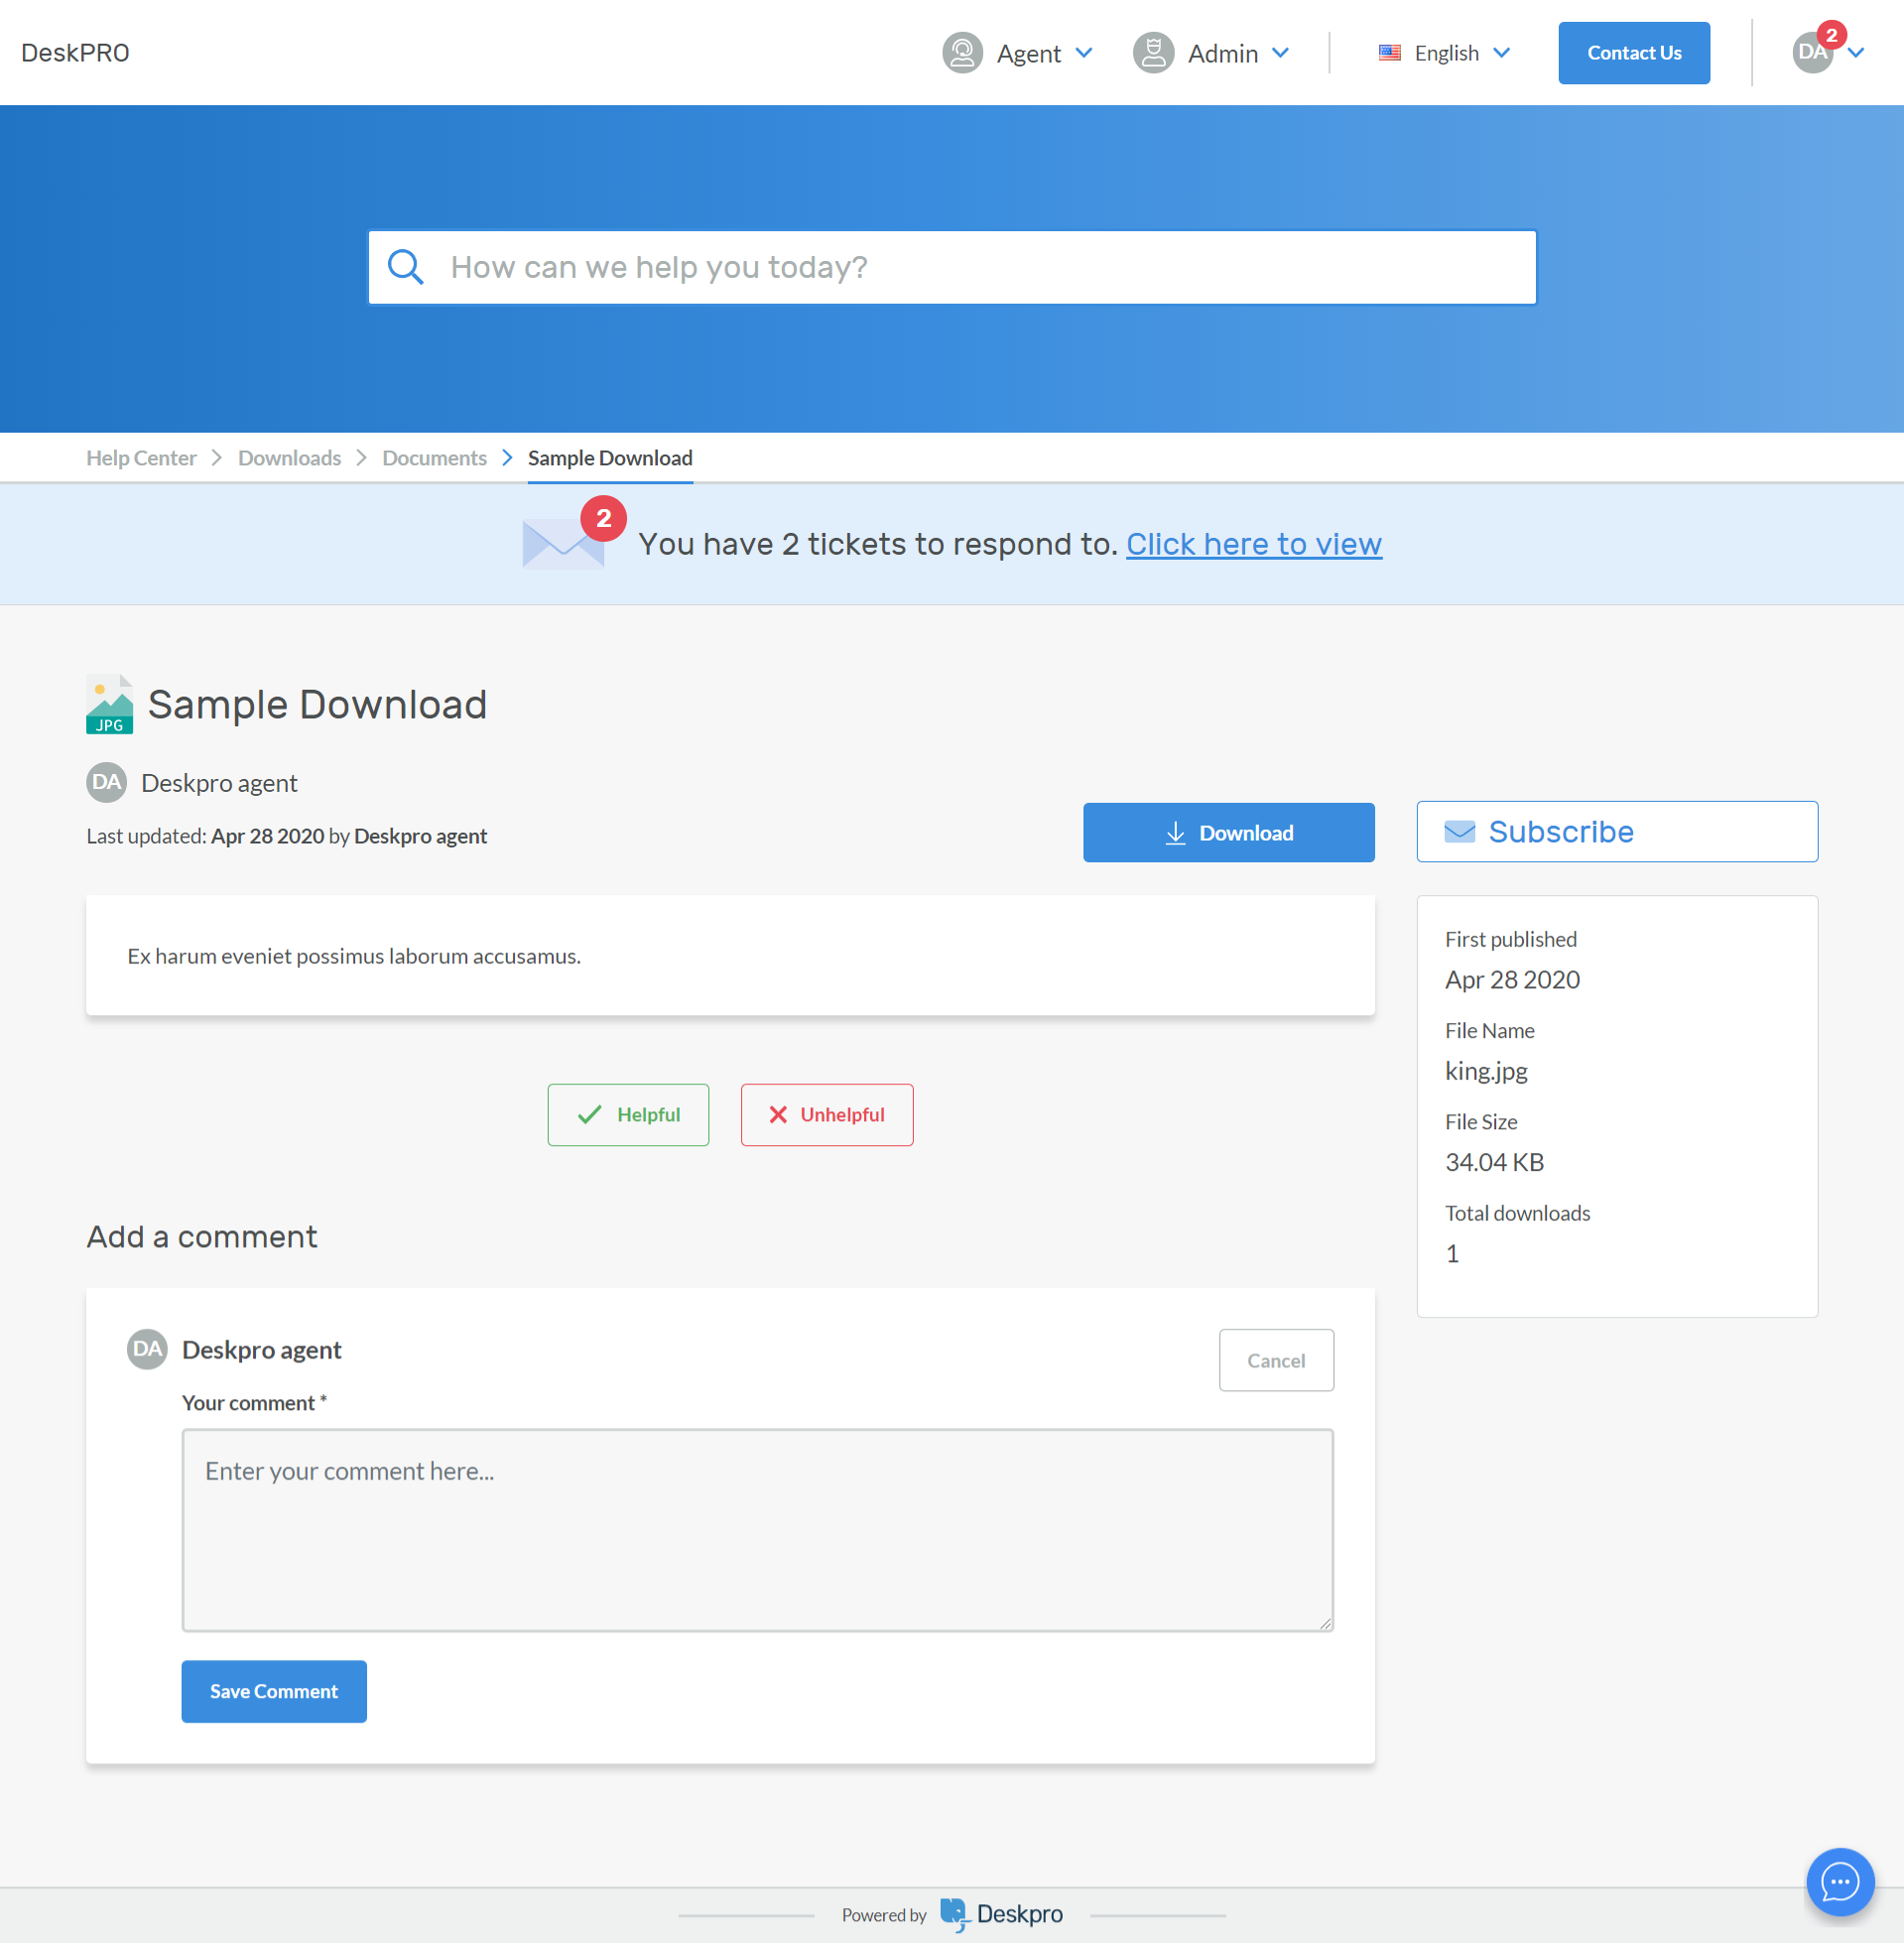 DeskPRO
Agent
Admin
English
Contact Us
DA
2
How can we help you today?
Help Center
Downloads
Documents
Sample Download
2
You have 2 tickets to respond to. Click here to view
JPG
Sample Download
DA
Deskpro agent
Last updated: Apr 28 2020 by Deskpro agent
Download
Subscribe
Ex harum eveniet possimus laborum accusamus.
First published
Apr 28 2020
File Name
king.jpg
File Size
34.04 KB
Total downloads
1
Helpful
Unhelpful
Add a comment
DA
Deskpro agent
Cancel
Your comment *
Enter your comment here...
Save Comment
Powered by Deskpro